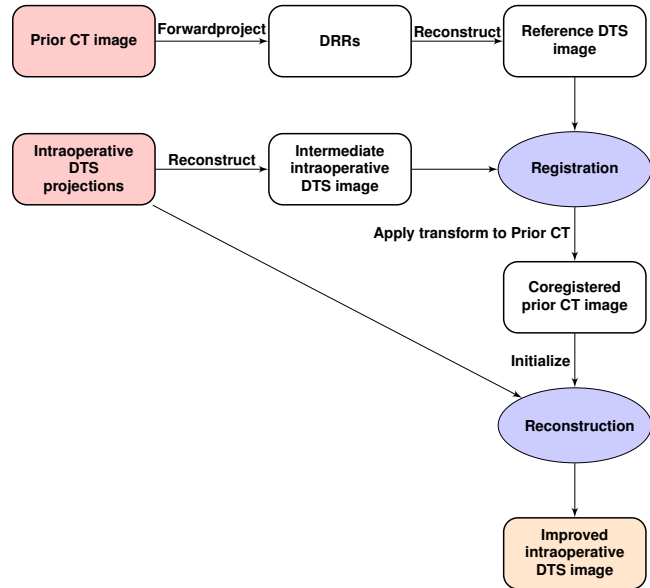 Prior CT image
Forwardproject
DRRs
Reconstruct
Reference DTS
image
Intraoperative
DTS
projections
Reconstruct
Intermediate
intraoperative
DTS image
Registration
Apply transform to Prior CT
Coregistered
prior CT image
Initialize
Reconstruction
Improved
intraoperative
DTS image